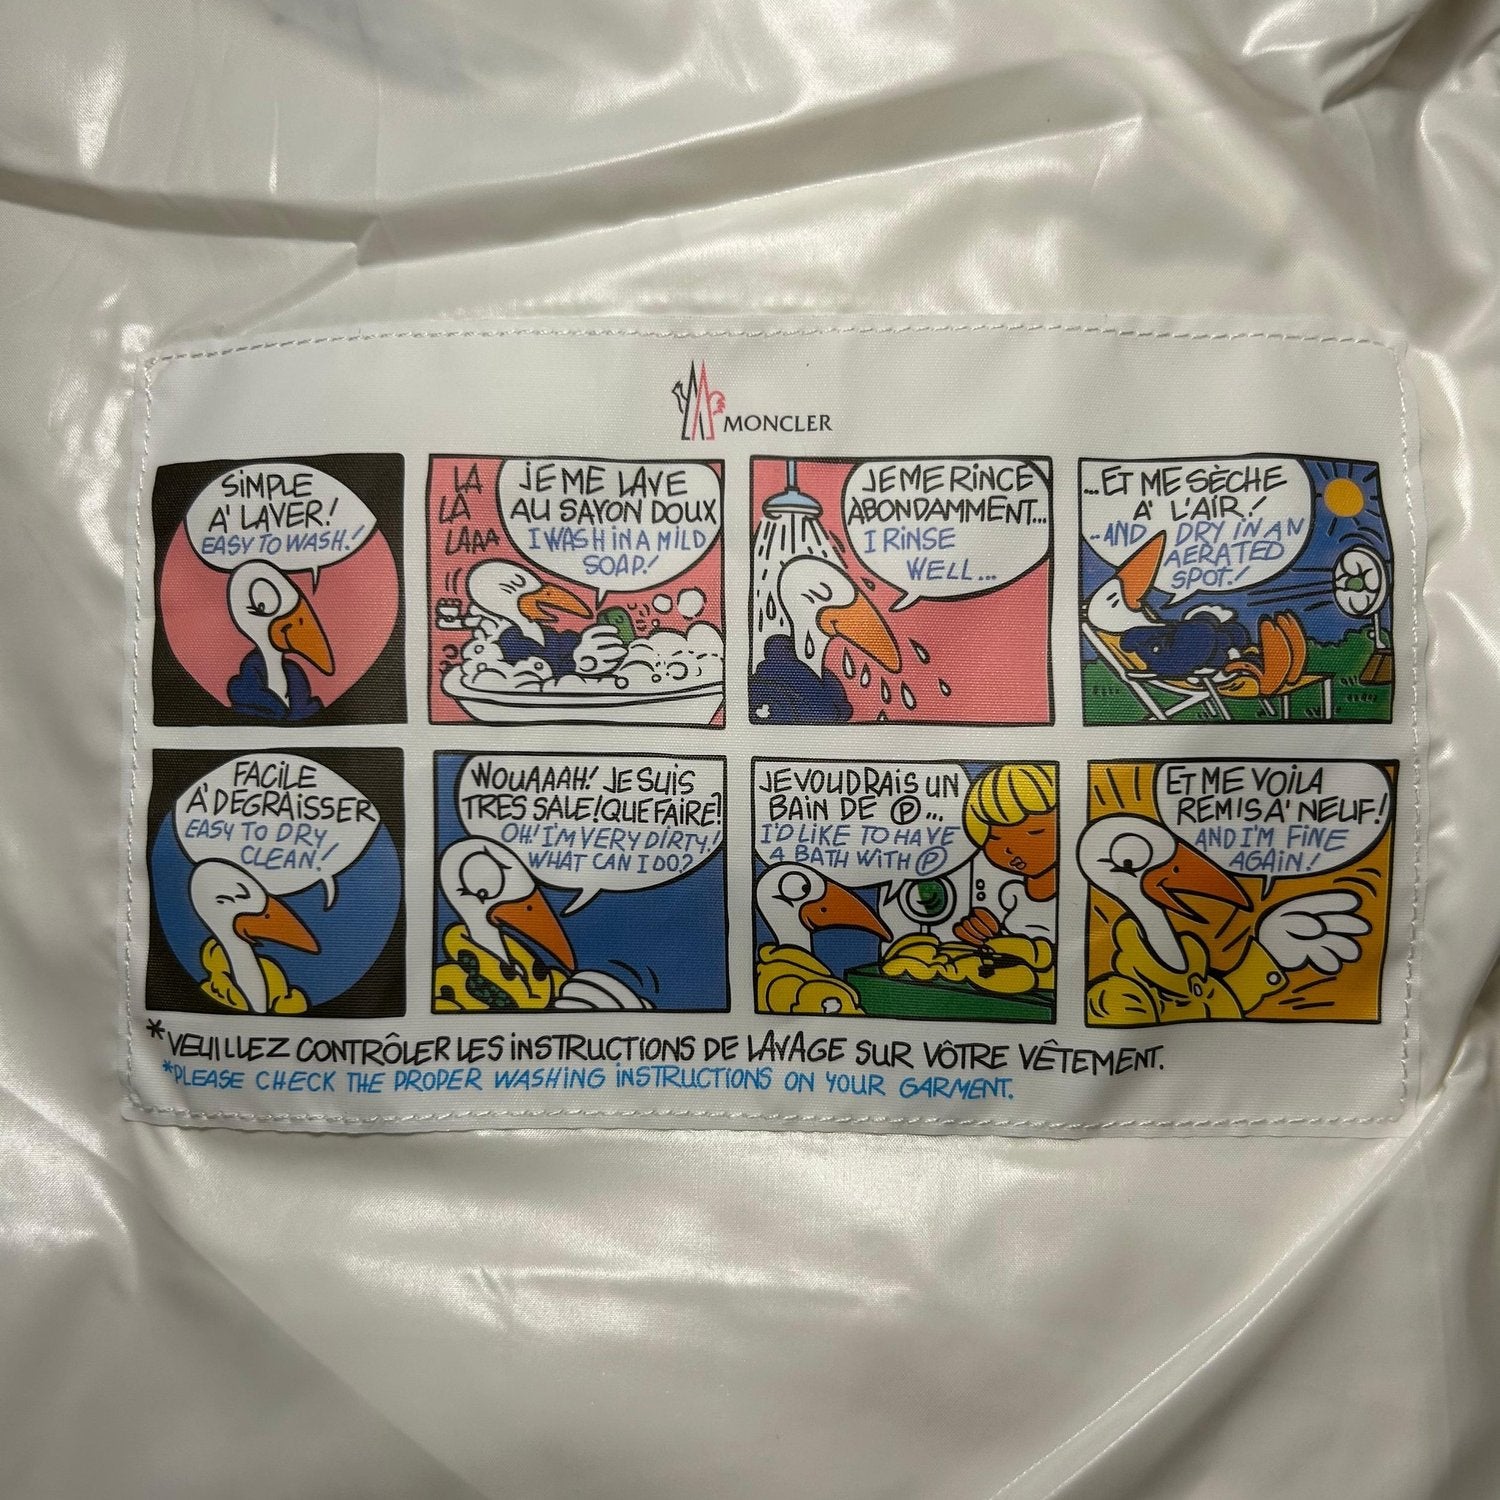 MONCLER
SiMPLE
A' LAVER!
EASY TO WASH!
LA
LA
LAAA
JE ME LAVE
AU SAVON DOUX
I WASH IN A MILD
SOAP!
JE ME RINCE
ABONDAMMENT...
I RINSE
WELL...
...ET ME SÈCHE
A' L'AIR!
..AND DRY IN AN
AERATED
SPOT!
FACILE
A' DEGRAISSER
EASY TO DRY
CLEAN!
WOUAAAH! JE SUIS
TRES SALE! QUE FAIRE?
OH! I'M VERY DIRTY!
WHAT CAN I DO?
JE VOUDRAIS UN
BAIN DE Ⓟ...
I'D LIKE TO HAVE
A BATH WITH Ⓟ
ET ME VOILA
REMIS A' NEUF!
AND I'M FINE
AGAIN!
*VEUILLEZ CONTRÔLER LES iNSTRUCTIONS DE LAVAGE SUR VÔTRE VÊTEMENT.
*PLEASE CHECK THE PROPER WASHING iNSTRUCTIONS ON YOUR GARMENT.